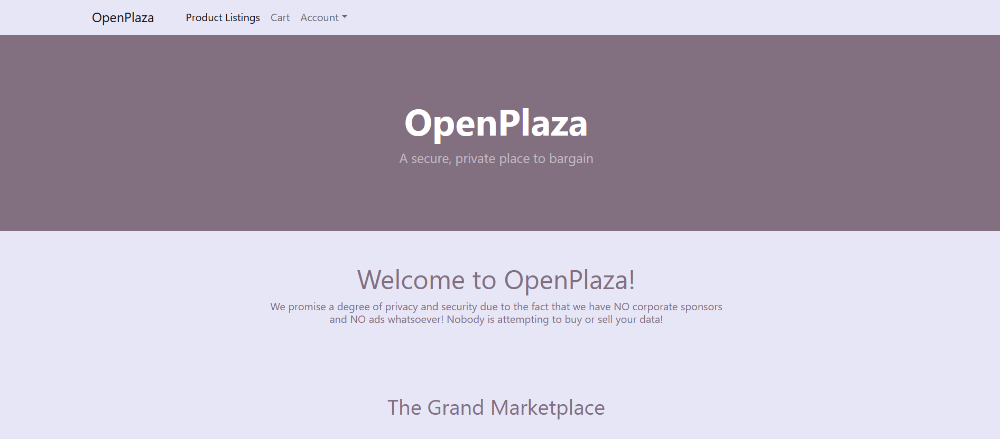 OpenPlaza
Product Listings
Cart
Account
OpenPlaza
A secure, private place to bargain
Welcome to OpenPlaza!
We promise a degree of privacy and security due to the fact that we have NO corporate sponsors
and NO ads whatsoever! Nobody is attempting to buy or sell your data!
The Grand Marketplace